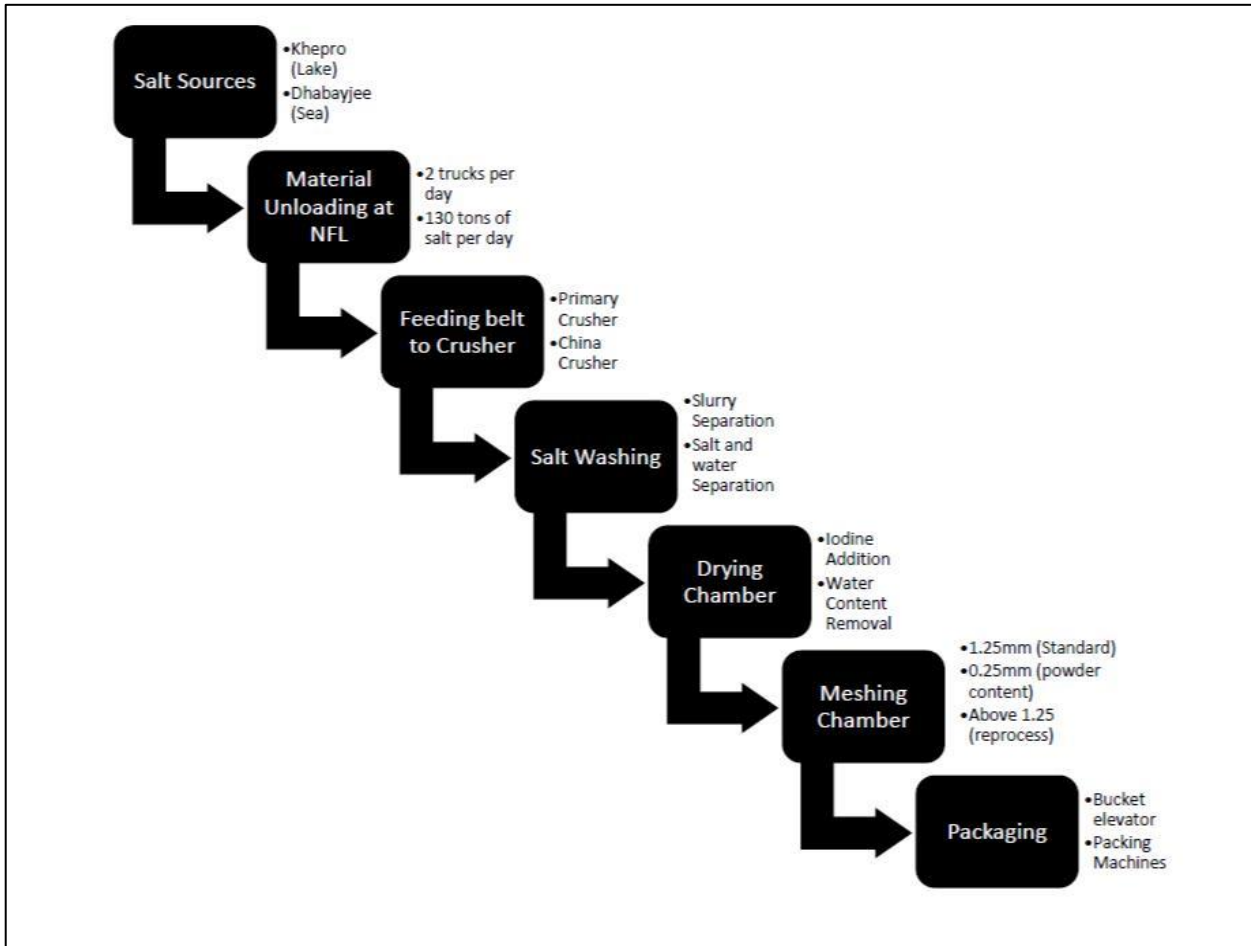 Salt Sources
•Khepro
(Lake)
•Dhabayjee
(Sea)
Material
Unloading at
NFL
•2 trucks per
day
•130 tons of
salt per day
Feeding belt
to Crusher
•Primary
Crusher
•China
Crusher
Salt Washing
•Slurry
Separation
•Salt and
water
Separation
Drying
Chamber
•Iodine
Addition
•Water
Content
Removal
Meshing
Chamber
•1.25mm (Standard)
•0.25mm (powder
content)
•Above 1.25
(reprocess)
Packaging
•Bucket
elevator
•Packing
Machines